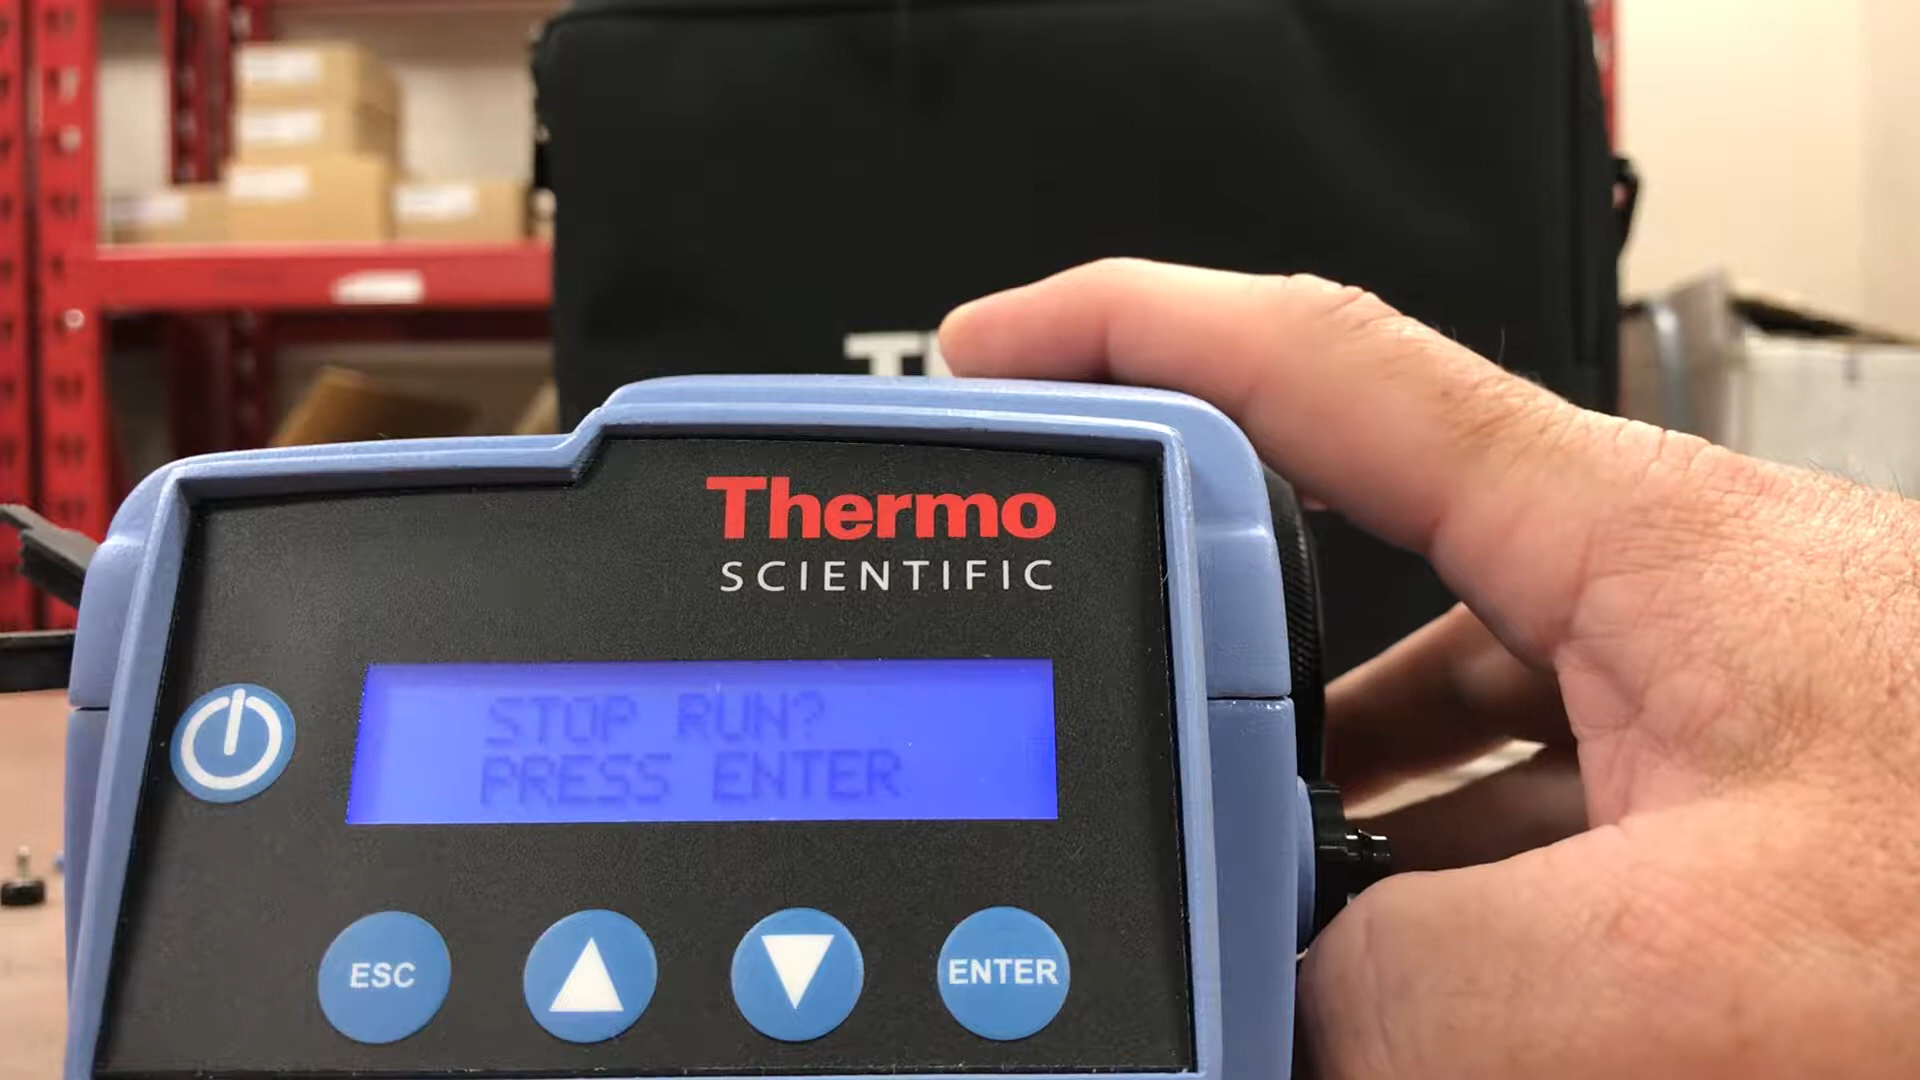 Thermo
SCIENTIFIC
STOP RUN?
PRESS ENTER
ESC
ENTER